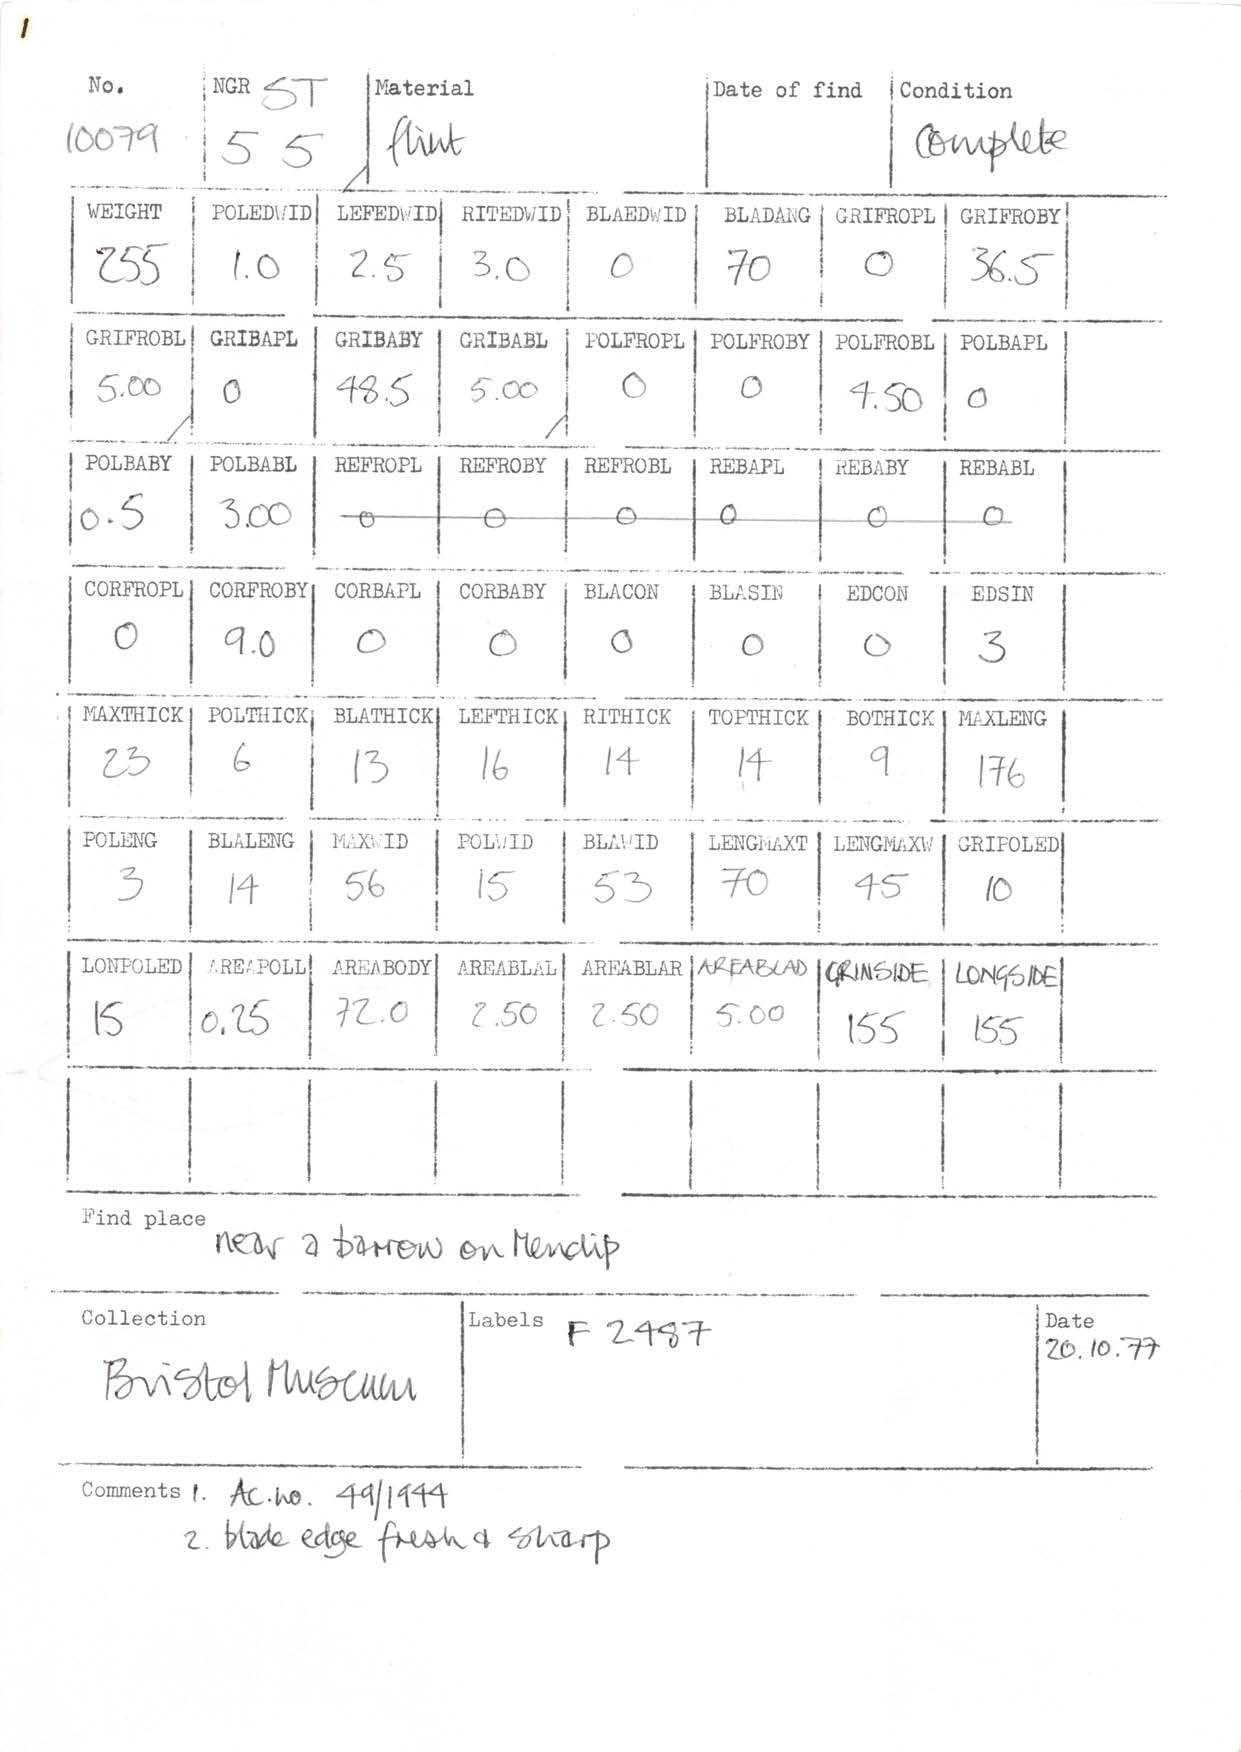 1
No. NGR ST Material Date of find Condition
10079 5 5 flint complete
WEIGHT POLEDWID LEFEDWID RITEDWID BLAEDWID BLADANG GRIFROPL GRIFROBY
255 1.0 2.5 3.0 0 70 0 36.5
GRIFROBL GRIBAPL GRIBABY GRIBABL POLFROPL POLFROBY POLFROBL POLBAPL
5.00 0 48.5 5.00 0 0 4.50 0
POLBABY POLBABL REFROPL REFROBY REFROBL REBAPL REBABY REBABL
0.5 3.00 0 0 0 0 0 0
CORFROPL CORFROBY CORBAPL CORBABY BLACON BLASIN EDCON EDSIN
0 9.0 0 0 0 0 0 3
MAXTHICK POLTHICK BLATHICK LEFTHICK RITHICK TOPTHICK BOTHICK MAXLENG
23 6 13 16 14 14 9 176
POLENG BLALENG MAXWID POLWID BLAWID LENGMAXT LENGMAXW GRIPOLED
3 14 56 15 53 70 45 10
LONPOLED AREAPOLL AREABODY AREABLAL AREABLAR AREABLAD GRINSIDE LONGSIDE
15 0.25 72.0 2.50 2.50 5.00 155 155
Find place near a barrow on Mendip
Collection Labels F 2487 Date
Bristol Museum 20.10.77
Comments 1. Ac.no. 49/1944
2. blade edge fresh & sharp